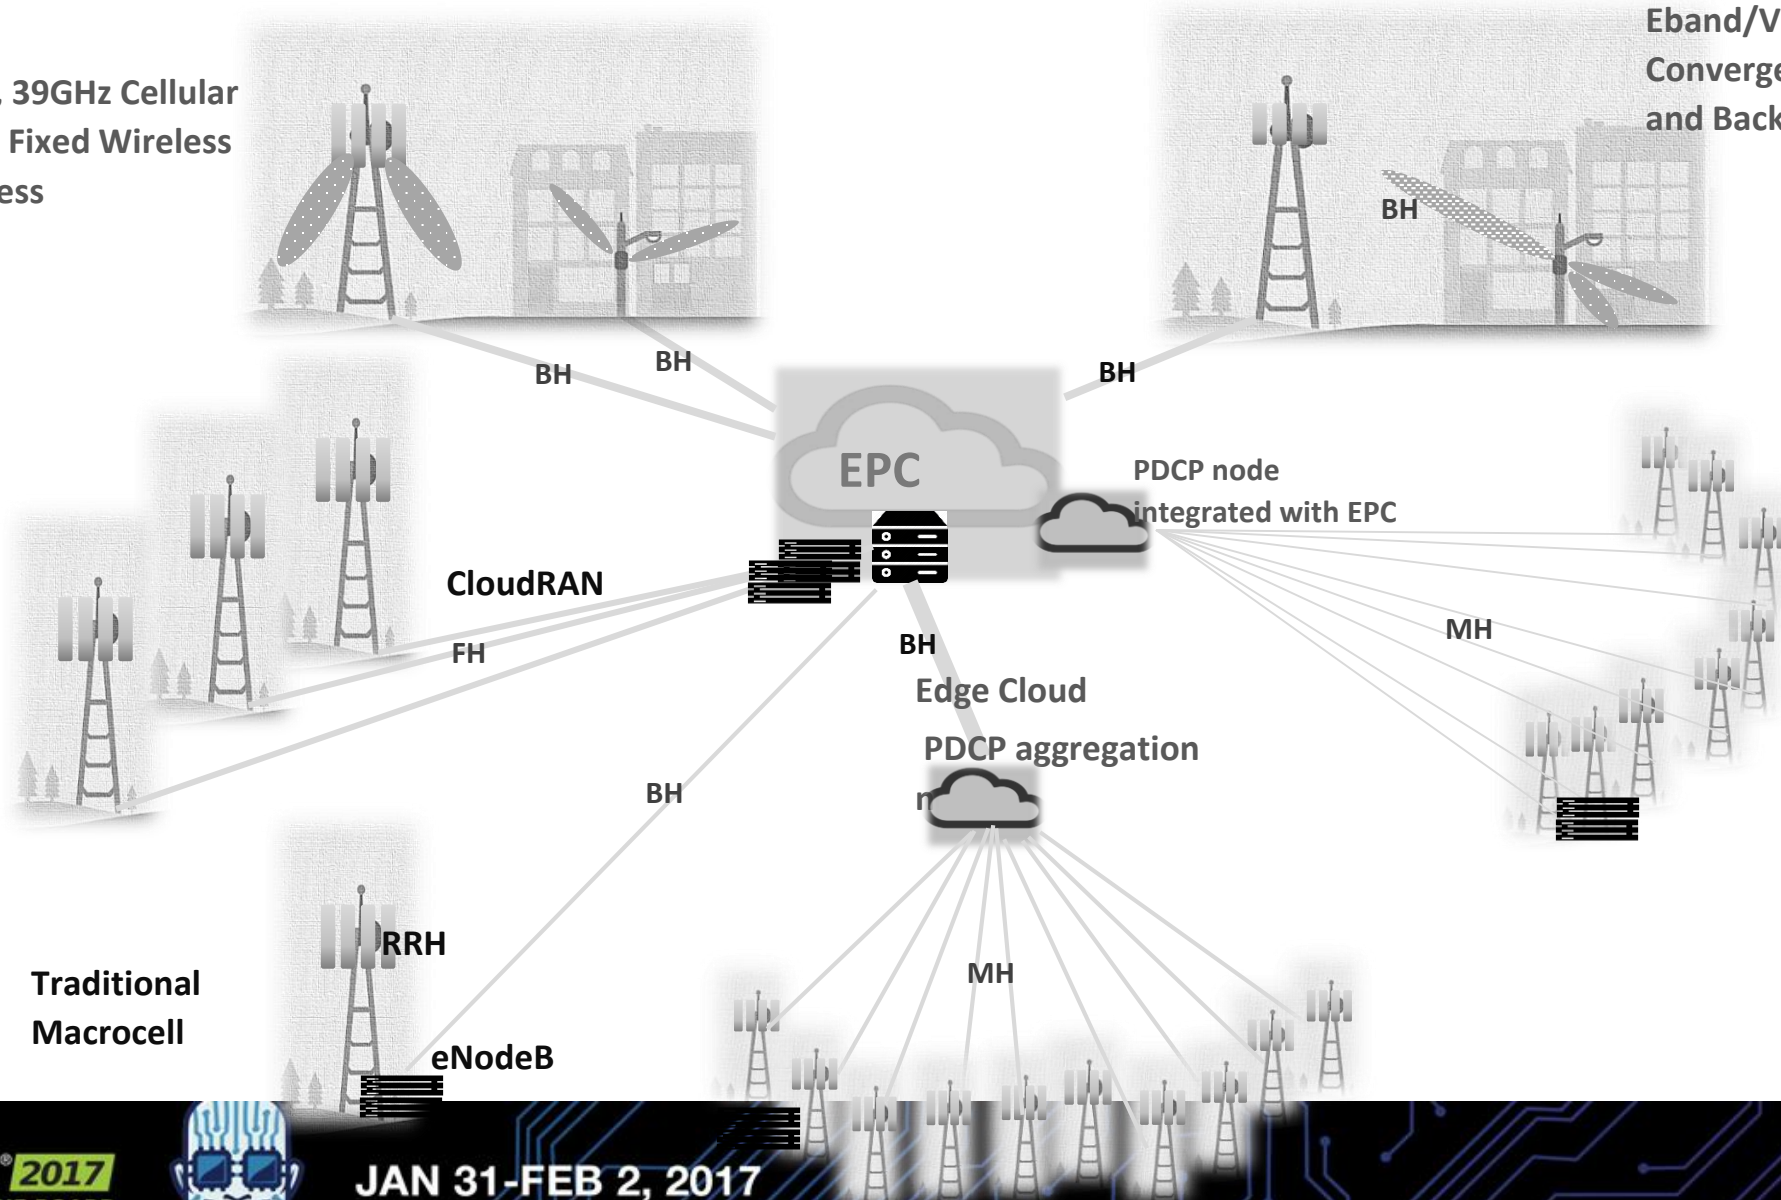 Eband/V
Converge
and Back
, 39GHz Cellular
Fixed Wireless
ess
BH
BH
BH
BH
EPC
PDCP node
integrated with EPC
CloudRAN
FH
MH
BH
Edge Cloud
PDCP aggregation
n
BH
RRH
MH
Traditional
Macrocell
eNodeB
® 2017
JAN 31-FEB 2, 2017